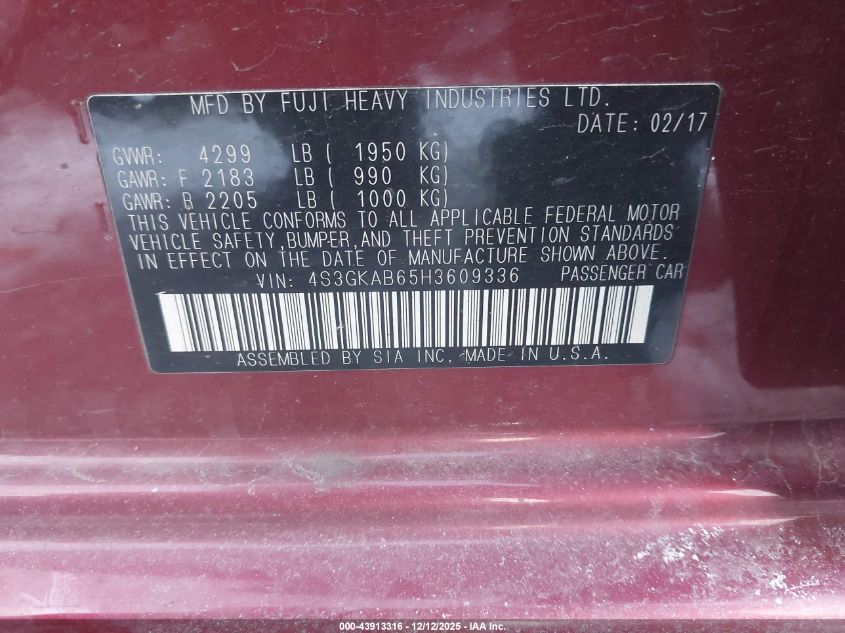 MFD BY FUJI HEAVY INDUSTRIES LTD.
DATE: 02/17
GVWR: 4299 LB ( 1950 KG)
GAWR: F 2183 LB ( 990 KG)
GAWR: R 2205 LB ( 1000 KG)
THIS VEHICLE CONFORMS TO ALL APPLICABLE FEDERAL MOTOR
VEHICLE SAFETY, BUMPER, AND THEFT PREVENTION STANDARDS
IN EFFECT ON THE DATE OF MANUFACTURE SHOWN ABOVE.
VIN: 4S3GKAB65H3609336 PASSENGER CAR
ASSEMBLED BY SIA INC. MADE IN U.S.A.
000-43913316 - 12/12/2025 - IAA Inc.